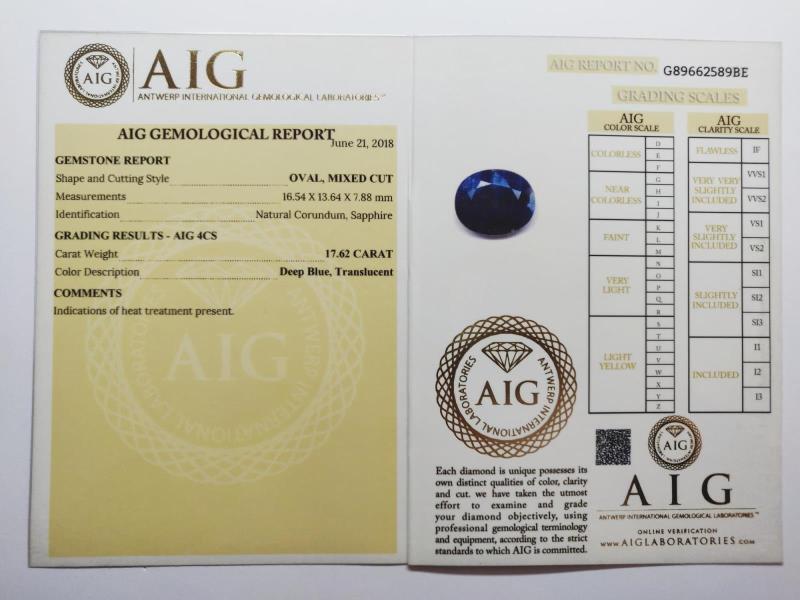 AIG
AIG
ANTWERP INTERNATIONAL GEMOLOGICAL LABORATORIES™
AIG GEMOLOGICAL REPORT
June 21, 2018
GEMSTONE REPORT
Shape and Cutting Style OVAL, MIXED CUT
Measurements 16.54 X 13.64 X 7.88 mm
Identification Natural Corundum, Sapphire
GRADING RESULTS - AIG 4CS
Carat Weight 17.62 CARAT
Color Description Deep Blue, Translucent
COMMENTS
Indications of heat treatment present.
AIG
ANTWERP INTERNATIONAL LABORATORIES
AIG REPORT NO. G89662589BE
GRADING SCALES
AIG
COLOR SCALE
COLORLESS
D
E
F
NEAR
COLORLESS
G
H
I
J
FAINT
K
L
M
VERY
LIGHT
N
O
P
Q
R
LIGHT
YELLOW
S
T
U
V
W
X
Y
Z
AIG
CLARITY SCALE
FLAWLESS
IF
VERY VERY
SLIGHTLY
INCLUDED
VVS1
VVS2
VERY
SLIGHTLY
INCLUDED
VS1
VS2
SLIGHTLY
INCLUDED
SI1
SI2
SI3
INCLUDED
I1
I2
I3
AIG
ANTWERP INTERNATIONAL LABORATORIES
Each diamond is unique possesses its
own distinct qualities of color, clarity
and cut. we have taken the utmost
effort to examine and grade
your diamond objectively, using
professional gemological terminology
and equipment, according to the strict
standards to which AIG is committed.
AIG
AIG
ANTWERP INTERNATIONAL GEMOLOGICAL LABORATORIES™
ONLINE VERIFICATION
www.AIGLABORATORIES.COM